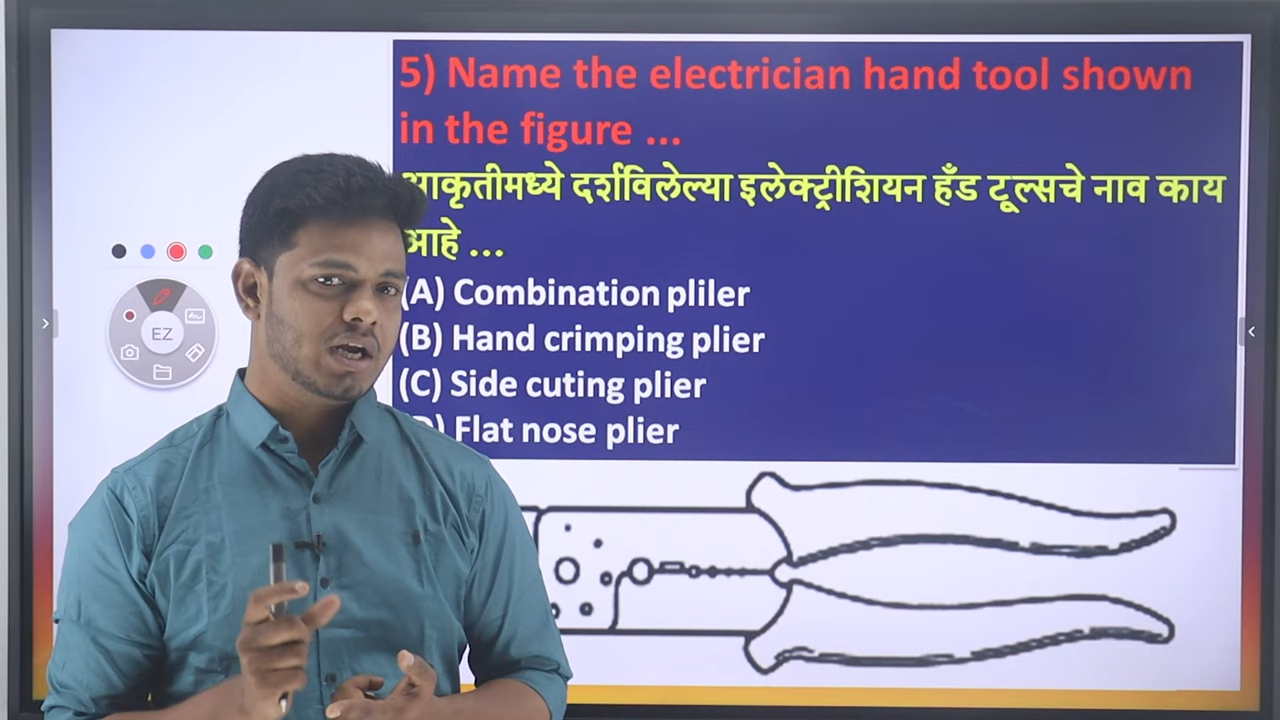 5) Name the electrician hand tool shown
in the figure ...
आकृतीमध्ये दर्शविलेल्या इलेक्ट्रीशियन हँड टूल्सचे नाव काय
आहे ...
(A) Combination pliler
(B) Hand crimping plier
(C) Side cuting plier
(D) Flat nose plier
EZ